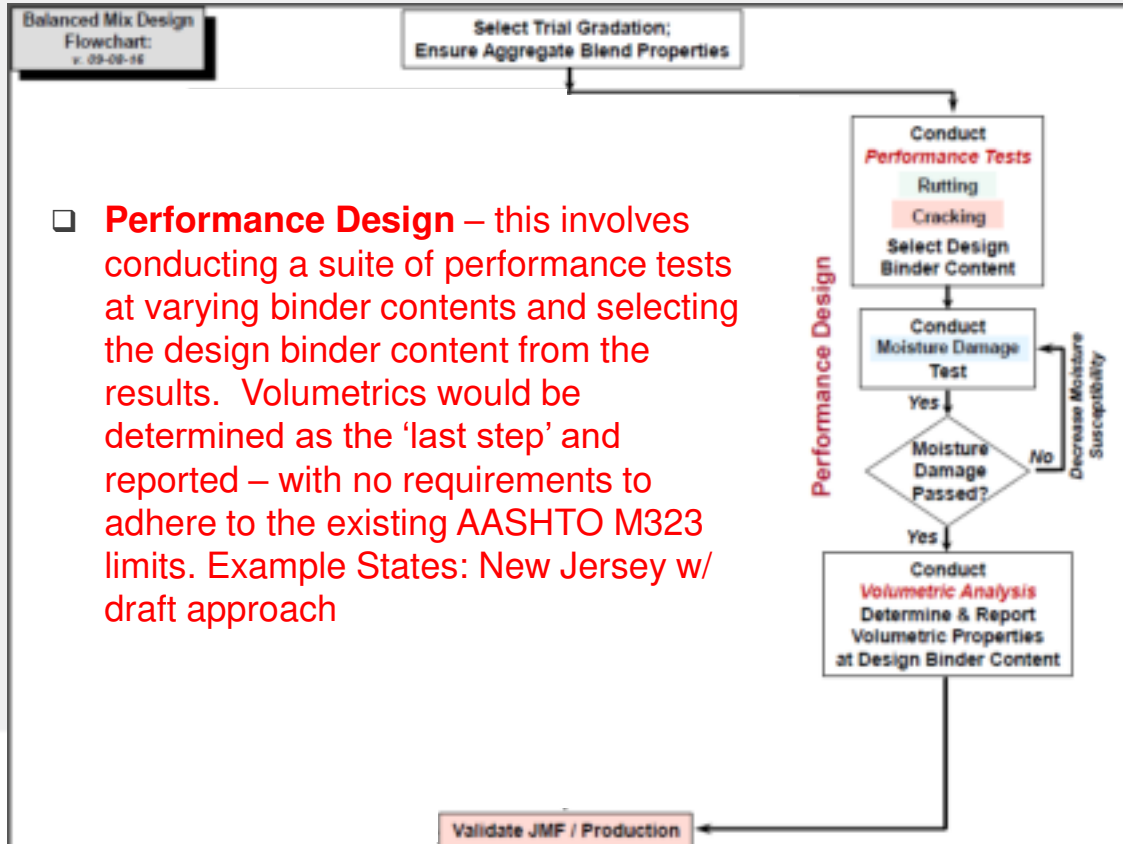 Balanced Mix Design
Flowchart:
v. 09-08-16
Select Trial Gradation;
Ensure Aggregate Blend Properties
❑ Performance Design – this involves
conducting a suite of performance tests
at varying binder contents and selecting
the design binder content from the
results.  Volumetrics would be
determined as the ‘last step’ and
reported – with no requirements to
adhere to the existing AASHTO M323
limits. Example States: New Jersey w/
draft approach
Performance Design
Conduct
Performance Tests
Rutting
Cracking
Select Design
Binder Content
Conduct
Moisture Damage
Test
Yes
Moisture
Damage
Passed?
No
Decrease Moisture
Susceptibility
Yes
Conduct
Volumetric Analysis
Determine & Report
Volumetric Properties
at Design Binder Content
Validate JMF / Production